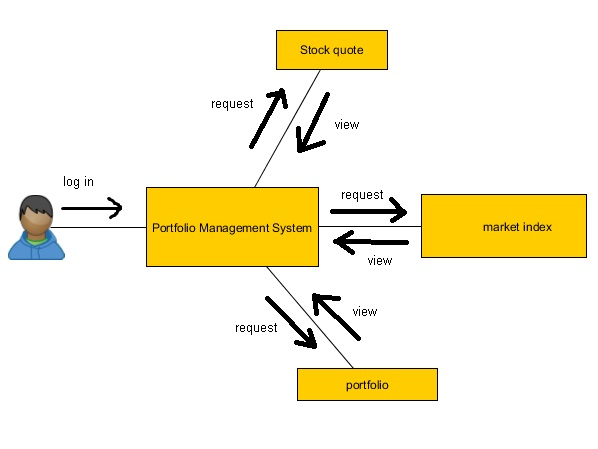 Stock quote
request
view
log in
request
Portfolio Management System
market index
view
view
request
portfolio